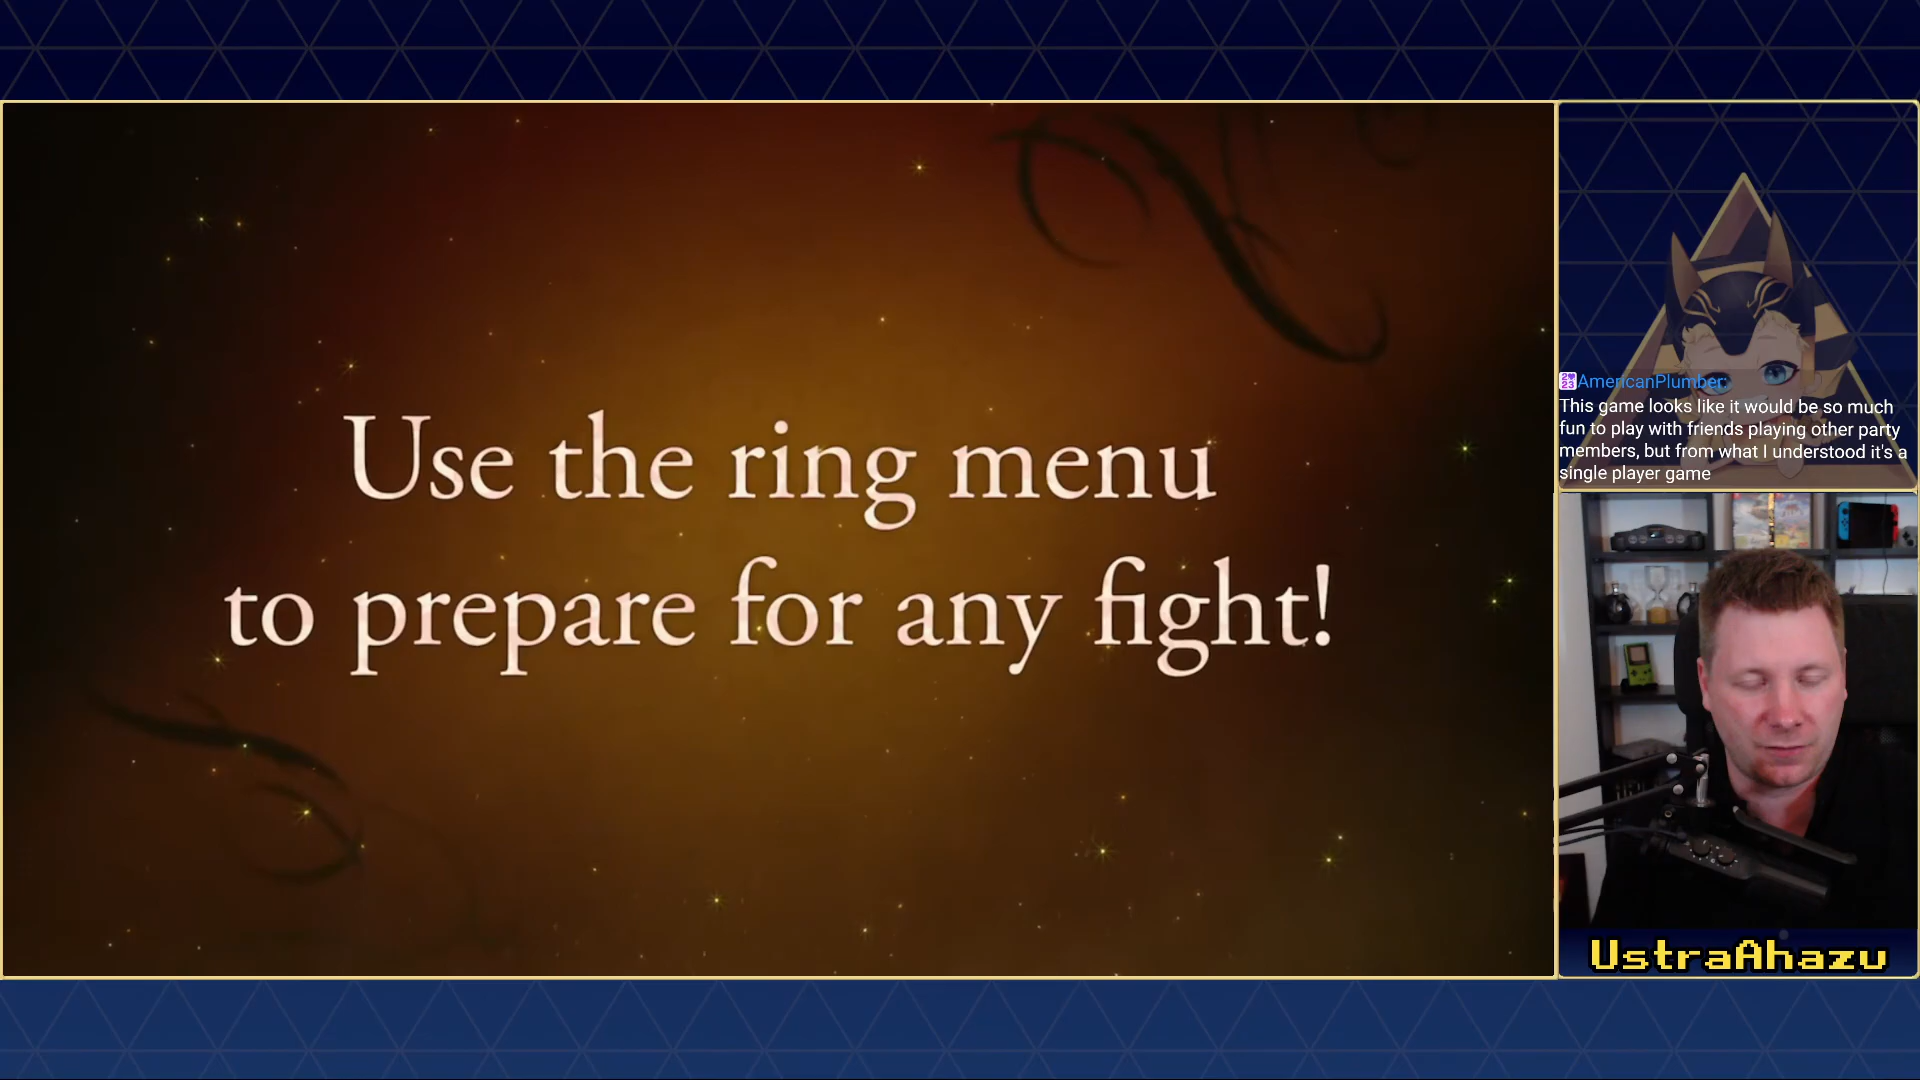 Use the ring menu
to prepare for any fight!
AmericanPlumber:
This game looks like it would be so much
fun to play with friends playing other party
members, but from what I understood it's a
single player game
UstraAhazu